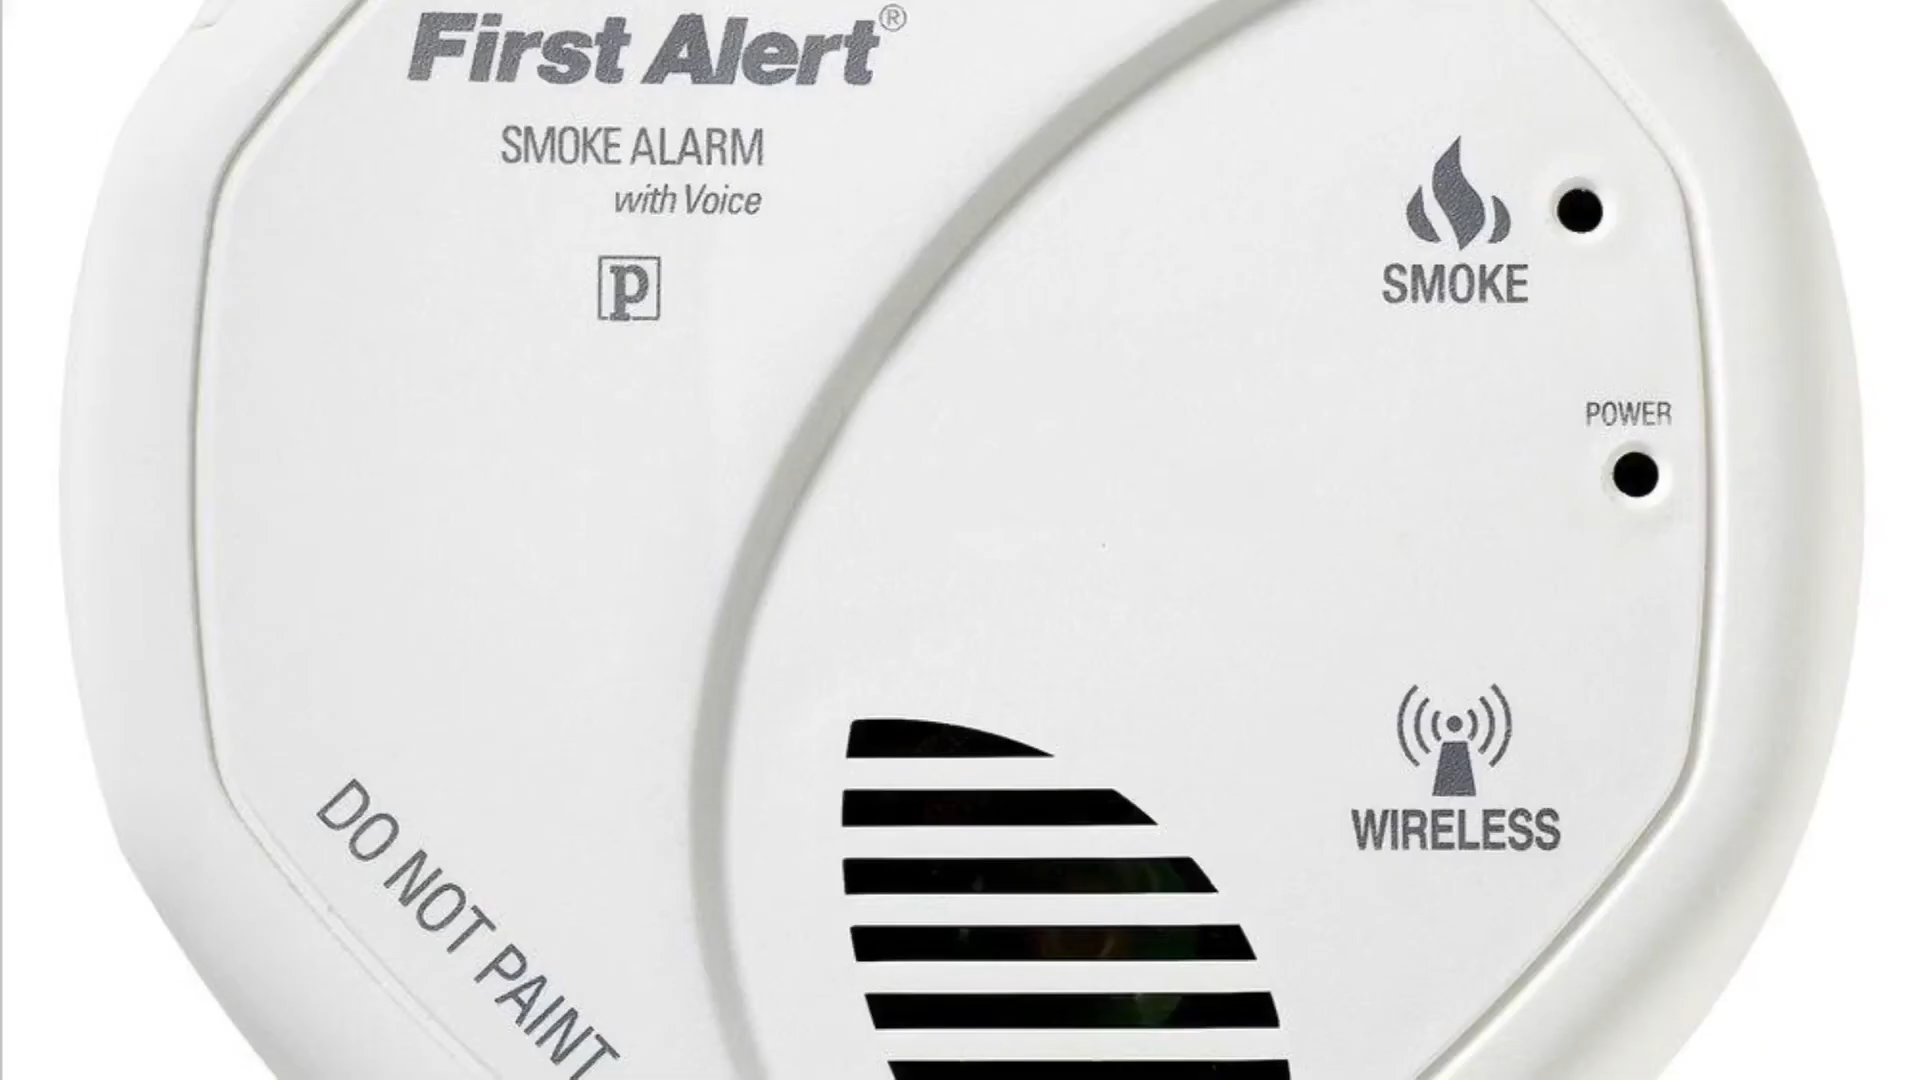 First Alert®
SMOKE ALARM
with Voice
P
SMOKE
POWER
WIRELESS
DO NOT PAINT